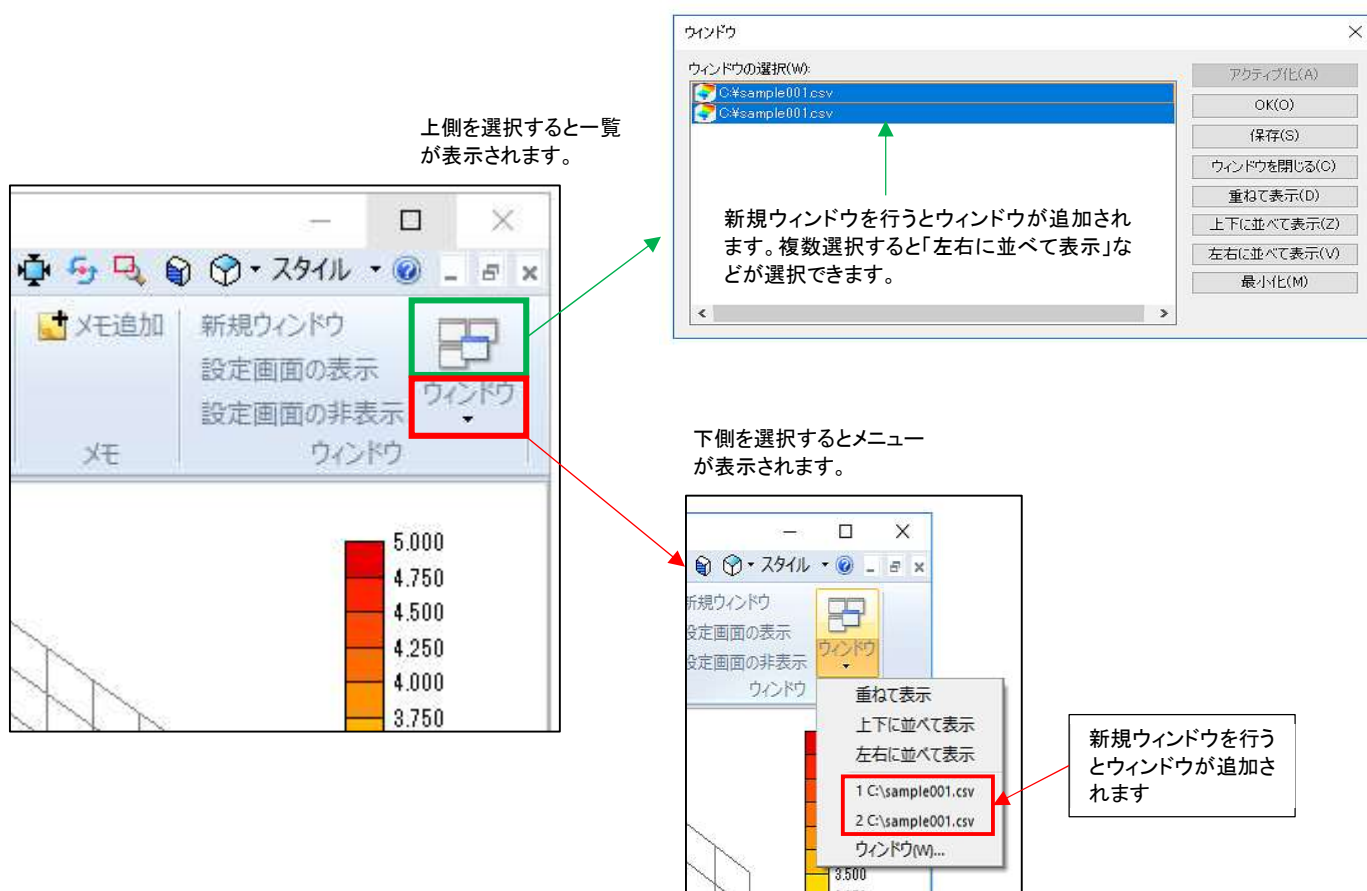 上側を選択すると一覧
が表示されます。
スタイル
メモ追加
新規ウィンドウ
設定画面の表示
設定画面の非表示
ウィンドウ
メモ
ウィンドウ
5.000
4.750
4.500
4.250
4.000
3.750
ウィンドウ
ウィンドウの選択(W):
C:¥sample001.csv
C:¥sample001.csv
アクティブ化(A)
OK(O)
保存(S)
ウィンドウを閉じる(C)
重ねて表示(D)
上下に並べて表示(Z)
左右に並べて表示(V)
最小化(M)
新規ウィンドウを行うとウィンドウが追加され
ます。複数選択すると「左右に並べて表示」な
どが選択できます。
下側を選択するとメニュー
が表示されます。
スタイル
新規ウィンドウ
設定画面の表示
設定画面の非表示
ウィンドウ
ウィンドウ
重ねて表示
上下に並べて表示
左右に並べて表示
1 C:\sample001.csv
2 C:\sample001.csv
ウィンドウ(W)...
3.500
新規ウィンドウを行う
とウィンドウが追加さ
れます